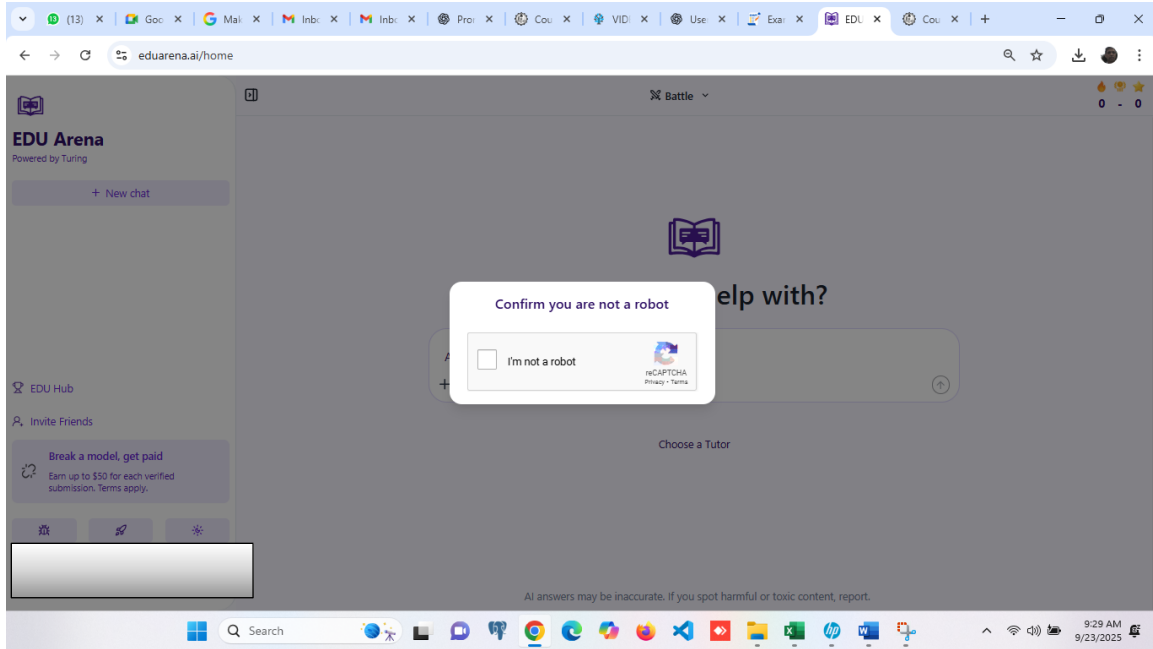 (13)
Goo
Mak
Inbo
Inbo
Pro
Cou
VID
Use
Exar
EDU
Cou
eduarena.ai/home
EDU Arena
Powered by Turing
+ New chat
Battle
0 - 0
elp with?
A
+
Confirm you are not a robot
I'm not a robot
reCAPTCHA
Privacy - Terms
Choose a Tutor
EDU Hub
Invite Friends
Break a model, get paid
Earn up to $50 for each verified
submission. Terms apply.
AI answers may be inaccurate. If you spot harmful or toxic content, report.
Search
9:29 AM
9/23/2025